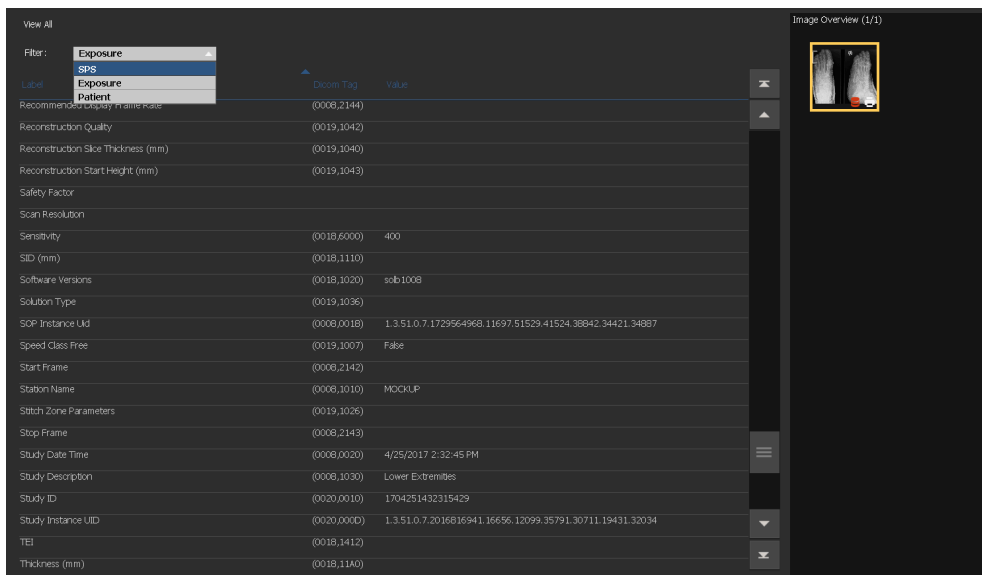 View All
Image Overview (1/1)
Filter: Exposure
SPS
Exposure
Patient
Label Dicom Tag Value
Recommended Display Frame Rate (0008,2144)
Reconstruction Quality (0019,1042)
Reconstruction Slice Thickness (mm) (0019,1040)
Reconstruction Start Height (mm) (0019,1043)
Safety Factor
Scan Resolution
Sensitivity (0018,6000) 400
SID (mm) (0018,1110)
Software Versions (0018,1020) solb1008
Solution Type (0019,1036)
SOP Instance Uid (0008,0018) 1.3.51.0.7.1729564968.11697.51529.41524.38842.34421.34887
Speed Class Free (0019,1007) False
Start Frame (0008,2142)
Station Name (0008,1010) MOCKUP
Stitch Zone Parameters (0019,1026)
Stop Frame (0008,2143)
Study Date Time (0008,0020) 4/25/2017 2:32:45 PM
Study Description (0008,1030) Lower Extremities
Study ID (0020,0010) 1704251432315429
Study Instance UID (0020,000D) 1.3.51.0.7.2016816941.16656.12099.35791.30711.19431.32034
TEI (0018,1412)
Thickness (mm) (0018,11A0)